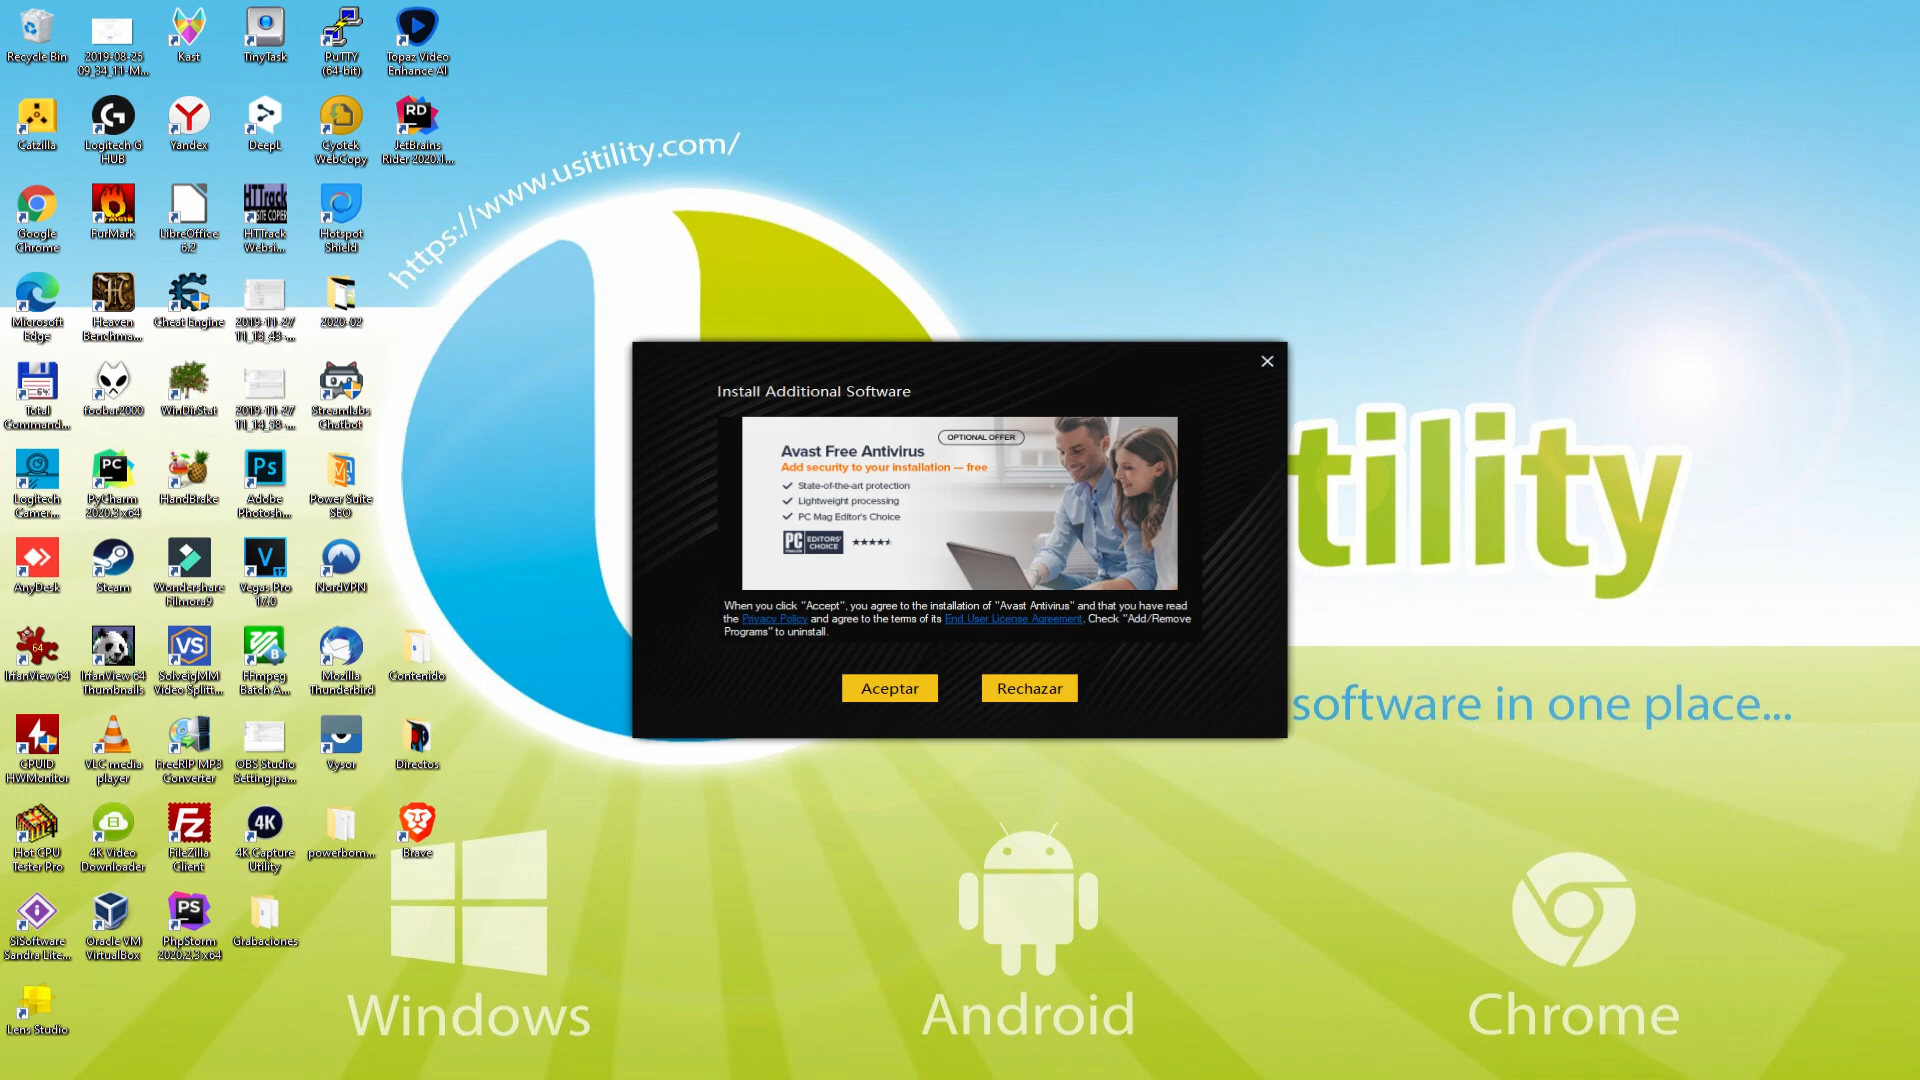 Recycle Bin
2019-08-25
09_34_11-M...
Kast
TinyTask
PuTTY
(64-bit)
Topaz Video
Enhance AI
Catzilla
Logitech G
HUB
Yandex
DeepL
Cyotek
WebCopy
JetBrains
Rider 2020.1...
https://www.usitility.com/
Google
Chrome
FurMark
LibreOffice
6.2
HTTrack
Websi...
Hotspot
Shield
Microsoft
Edge
Heaven
Benchma...
Cheat Engine
2019-11-27
11_13_43-...
2020-02
Total
Command...
foobar2000
WinDirStat
2019-11-27
11_14_38-...
Streamlabs
Chatbot
Logitech
Camer...
PyCharm
2020.3 x64
HandBrake
Adobe
Photosh...
Power Suite
SEO
AnyDesk
Steam
Wondershare
Filmora9
Vegas Pro
17.0
NordVPN
IrfanView 64
IrfanView 64
Thumbnails
SolveigMM
Video Splitt...
FFmpeg
Batch A...
Mozilla
Thunderbird
Contenido
CPUID
HWMonitor
VLC media
player
FreeRIP MP3
Converter
OBS Studio
Setting pa...
Vysor
Directos
Hot CPU
Tester Pro
4K Video
Downloader
FileZilla
Client
4K Capture
Utility
powerbom...
Brave
SiSoftware
Sandra Lite...
Oracle VM
VirtualBox
PhpStorm
2020.2.3 x64
Grabaciones
Lens Studio
Install Additional Software
OPTIONAL OFFER
Avast Free Antivirus
Add security to your installation — free
State-of-the-art protection
Lightweight processing
PC Mag Editor's Choice
PC
EDITORS'
CHOICE
When you click "Accept", you agree to the installation of "Avast Antivirus" and that you have read
the Privacy Policy and agree to the terms of its End User License Agreement. Check "Add/Remove
Programs" to uninstall.
Aceptar
Rechazar
tility
software in one place...
Windows
Android
Chrome